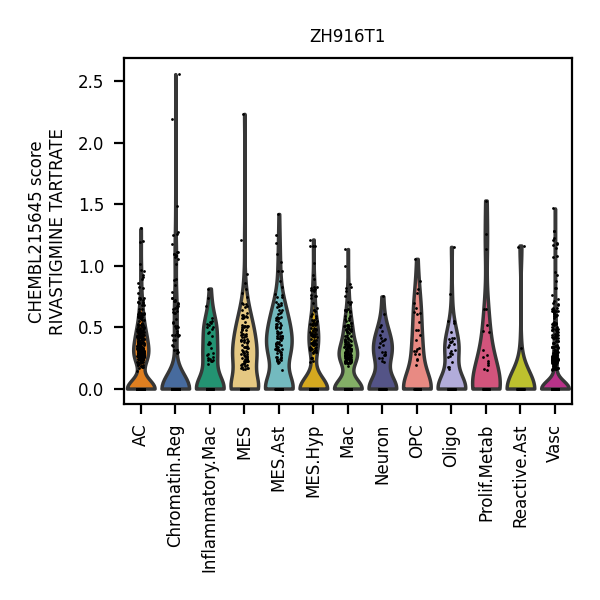 ZH916T1
CHEMBL215645 score
RIVASTIGMINE TARTRATE
2.5
2.0
1.5
1.0
0.5
0.0
AC
Chromatin.Reg
Inflammatory.Mac
MES
MES.Ast
MES.Hyp
Mac
Neuron
OPC
Oligo
Prolif.Metab
Reactive.Ast
Vasc